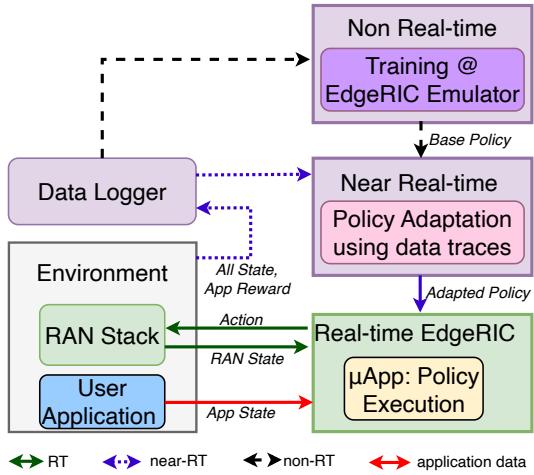 Non Real-time
Training @
EdgeRIC Emulator
Base Policy
Data Logger
Near Real-time
Policy Adaptation
using data traces
Environment
All State,
App Reward
Adapted Policy
RAN Stack
Action
RAN State
Real-time EdgeRIC
User
Application
App State
μApp: Policy
Execution
RT
near-RT
non-RT
application data